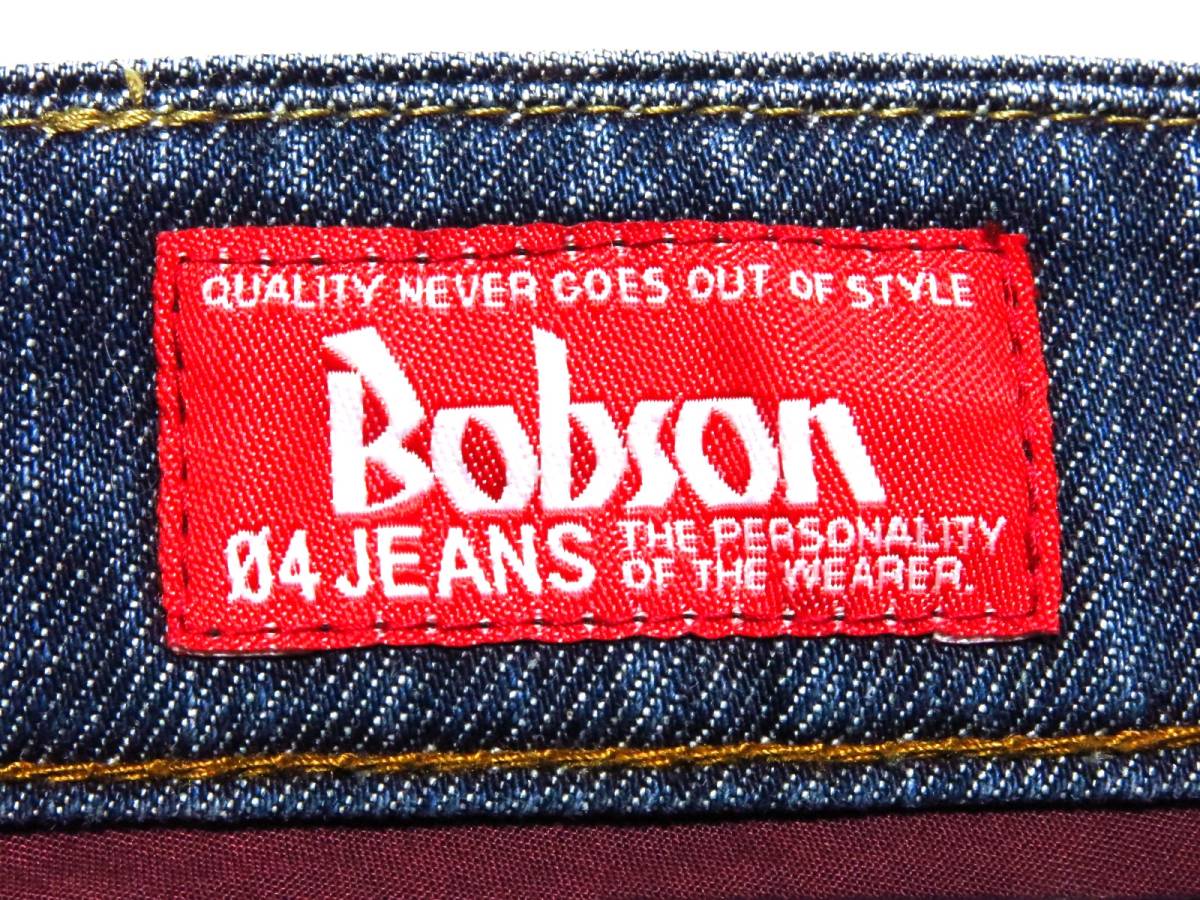 QUALITY NEVER GOES OUT OF STYLE
Bobson
Ø4 JEANS
THE PERSONALITY
OF THE WEARER.